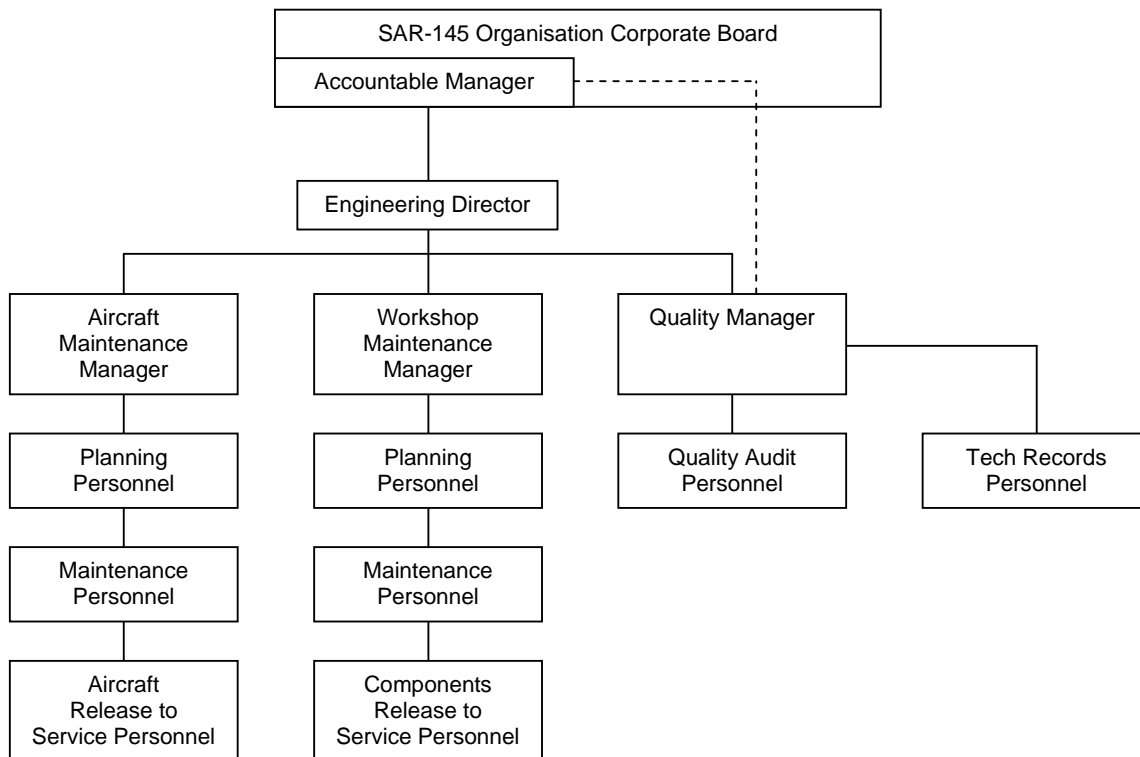 SAR-145 Organisation Corporate Board
Accountable Manager
Engineering Director
Aircraft
Maintenance
Manager
Workshop
Maintenance
Manager
Quality Manager
Planning
Personnel
Planning
Personnel
Quality Audit
Personnel
Tech Records
Personnel
Maintenance
Personnel
Maintenance
Personnel
Aircraft
Release to
Service Personnel
Components
Release to
Service Personnel